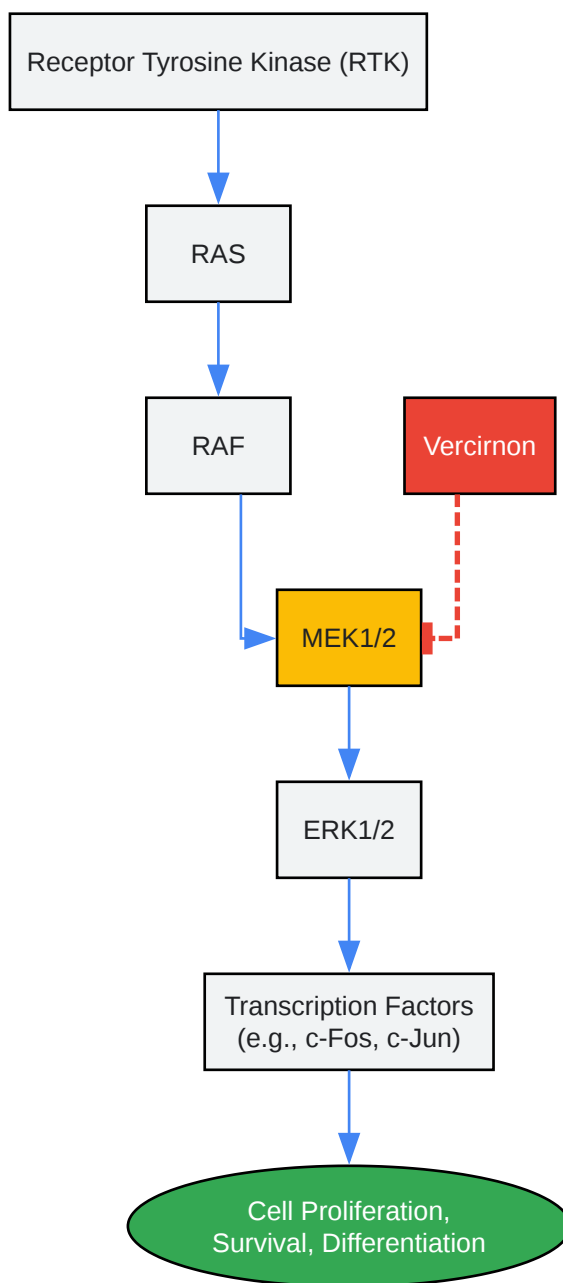 Receptor Tyrosine Kinase (RTK)
RAS
RAF
Vercirnon
MEK1/2
ERK1/2
Transcription Factors
(e.g., c-Fos, c-Jun)
Cell Proliferation,
Survival, Differentiation